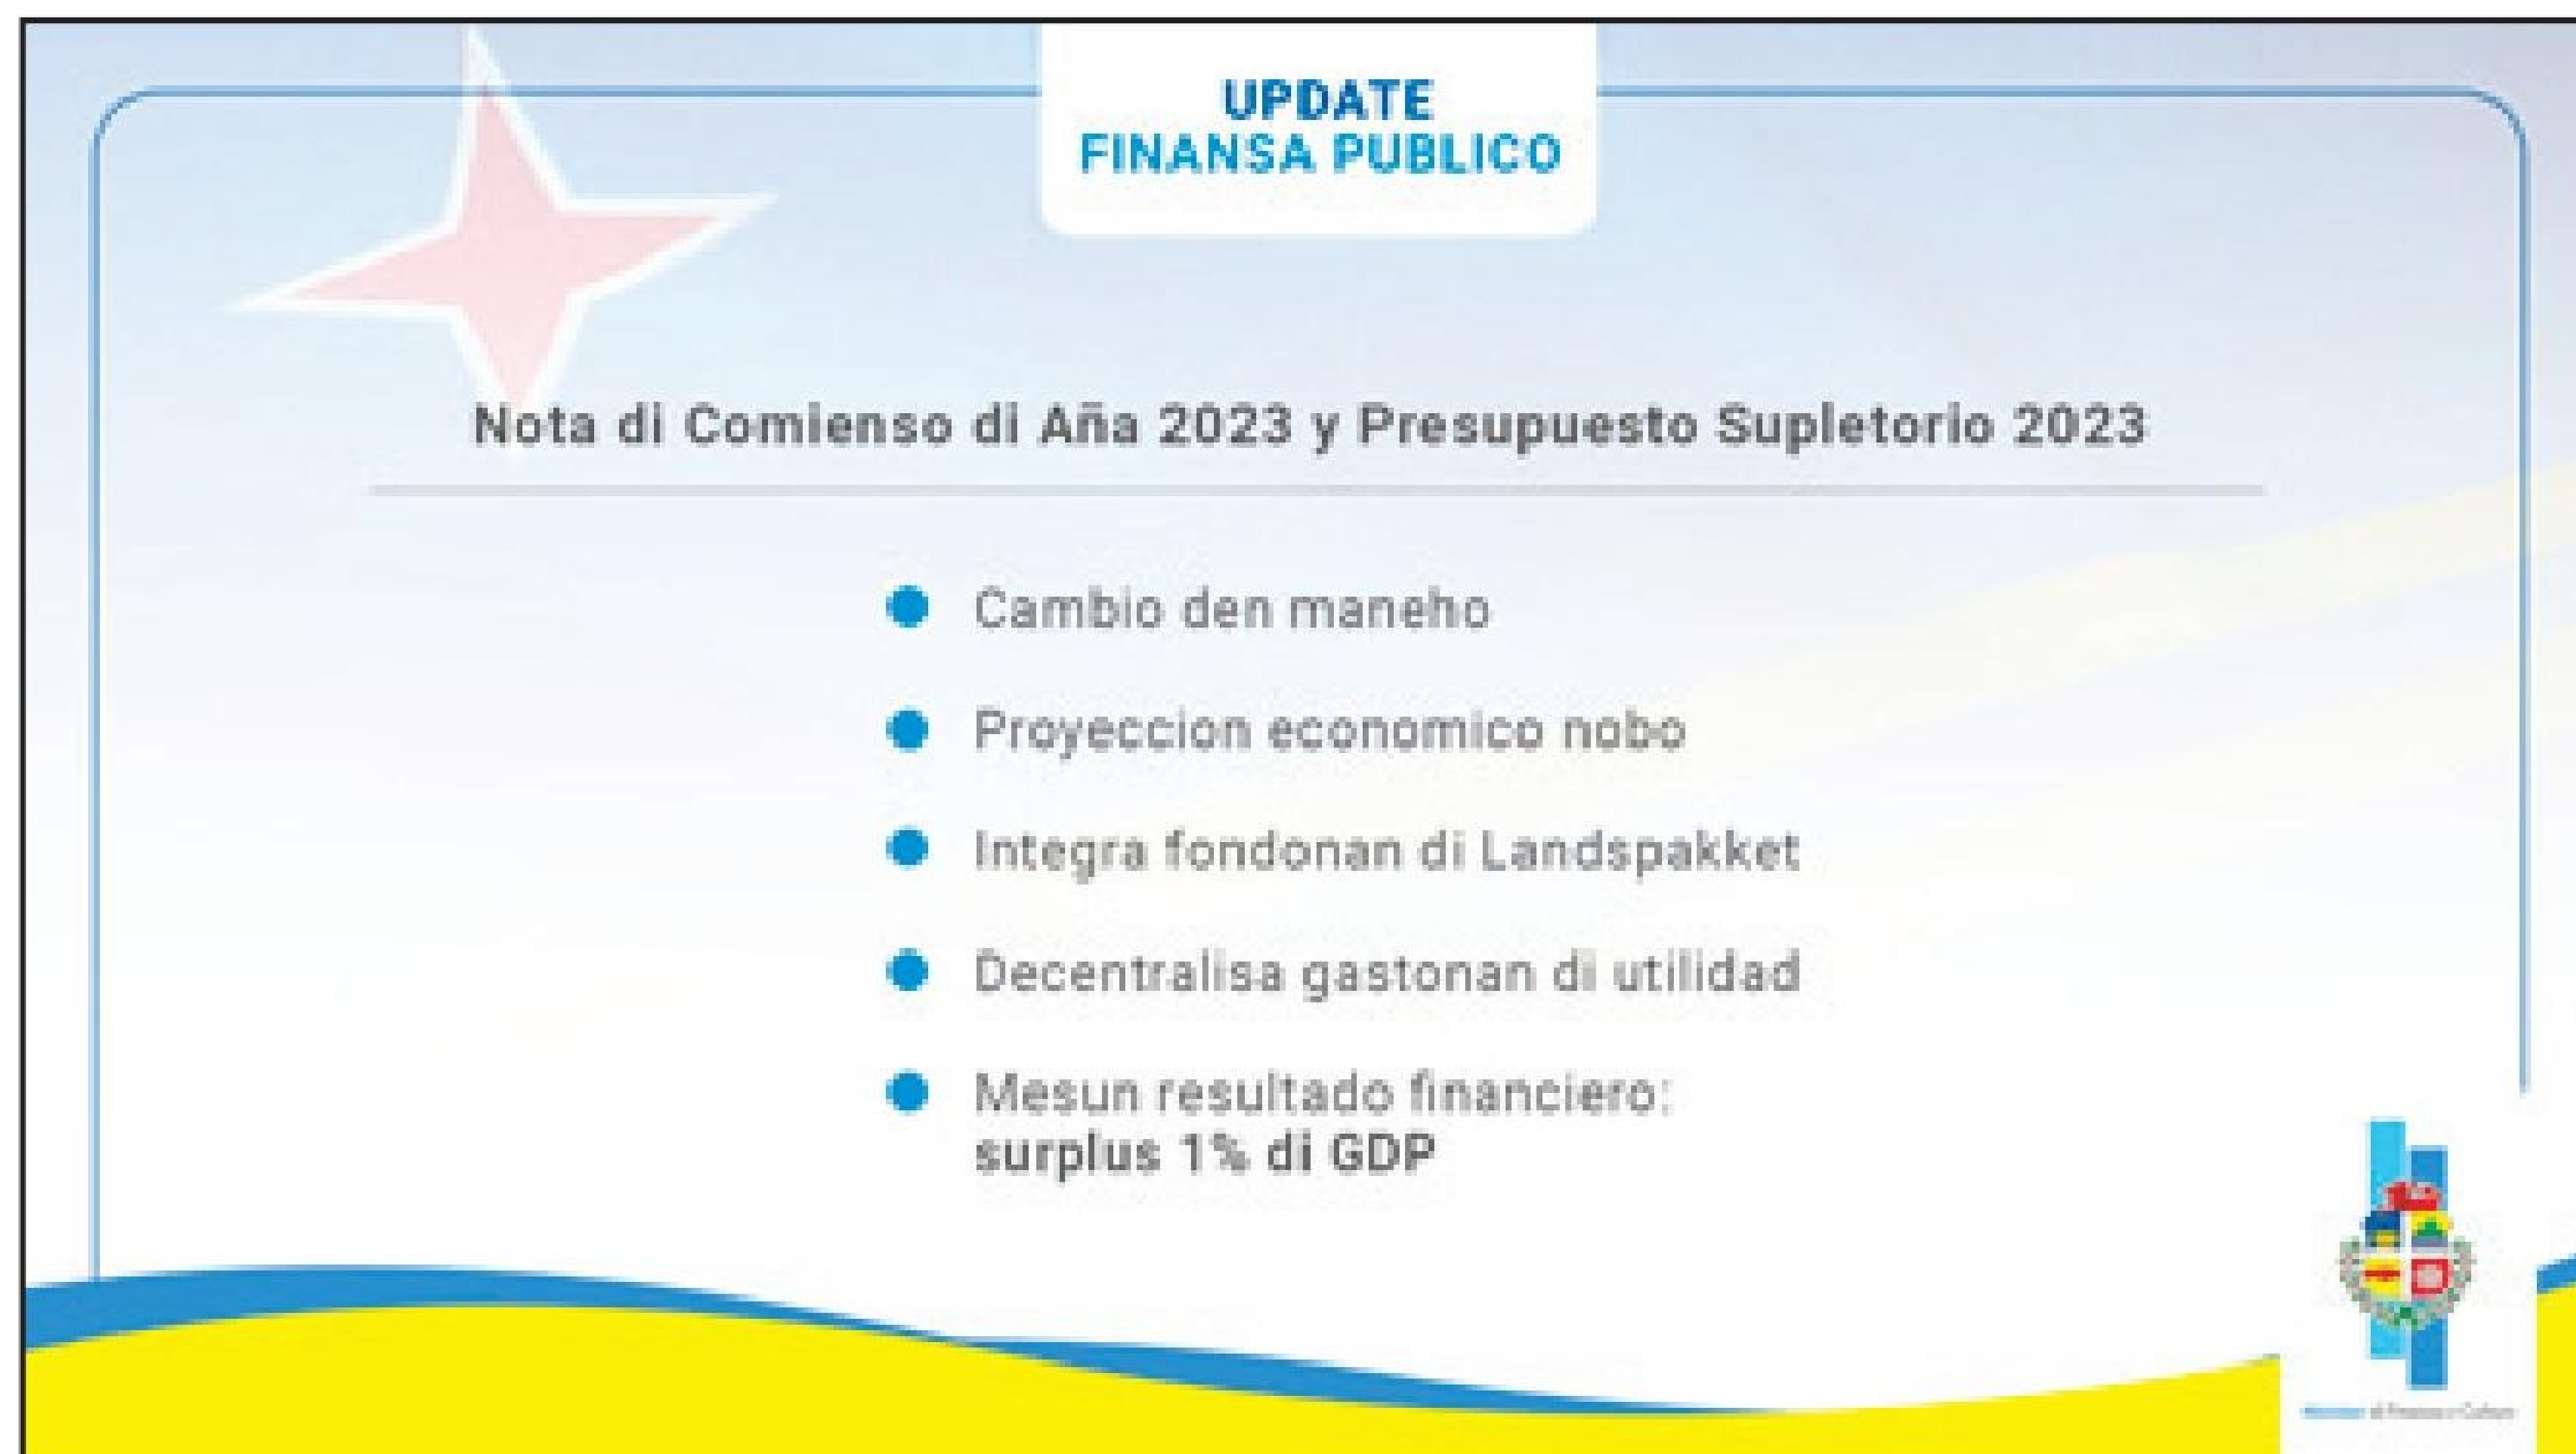 UPDATE
FINANSA PUBLICO
Nota di Comienso di Aña 2023 y Presupuesto Supletorio 2023
Cambio den maneho
Proyeccion economico nobo
Integra fondonan di Landspakket
Decentralisa gastonan di utilidad
Mesun resultado financiero:
surplus 1% di GDP